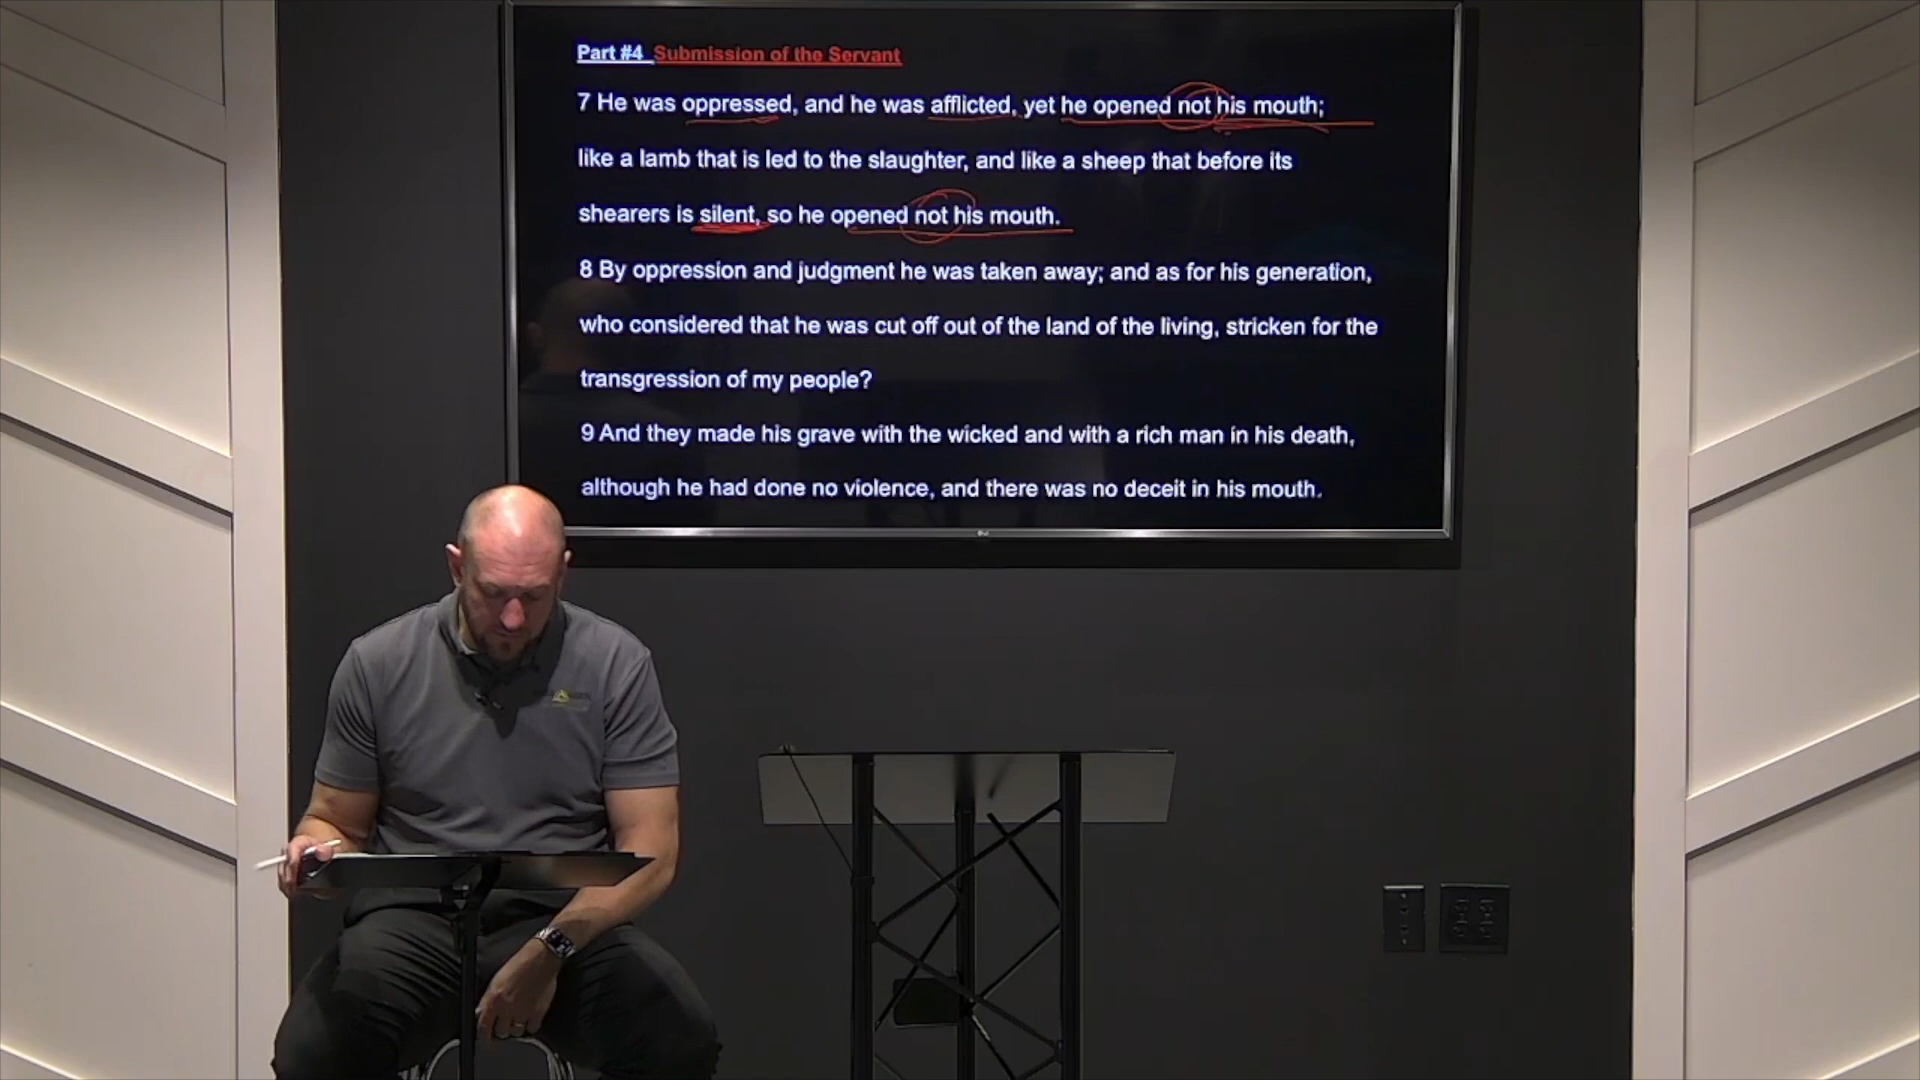 Part #4 Submission of the Servant
7 He was oppressed, and he was afflicted, yet he opened not his mouth;
like a lamb that is led to the slaughter, and like a sheep that before its
shearers is silent, so he opened not his mouth.
8 By oppression and judgment he was taken away; and as for his generation,
who considered that he was cut off out of the land of the living, stricken for the
transgression of my people?
9 And they made his grave with the wicked and with a rich man in his death,
although he had done no violence, and there was no deceit in his mouth.